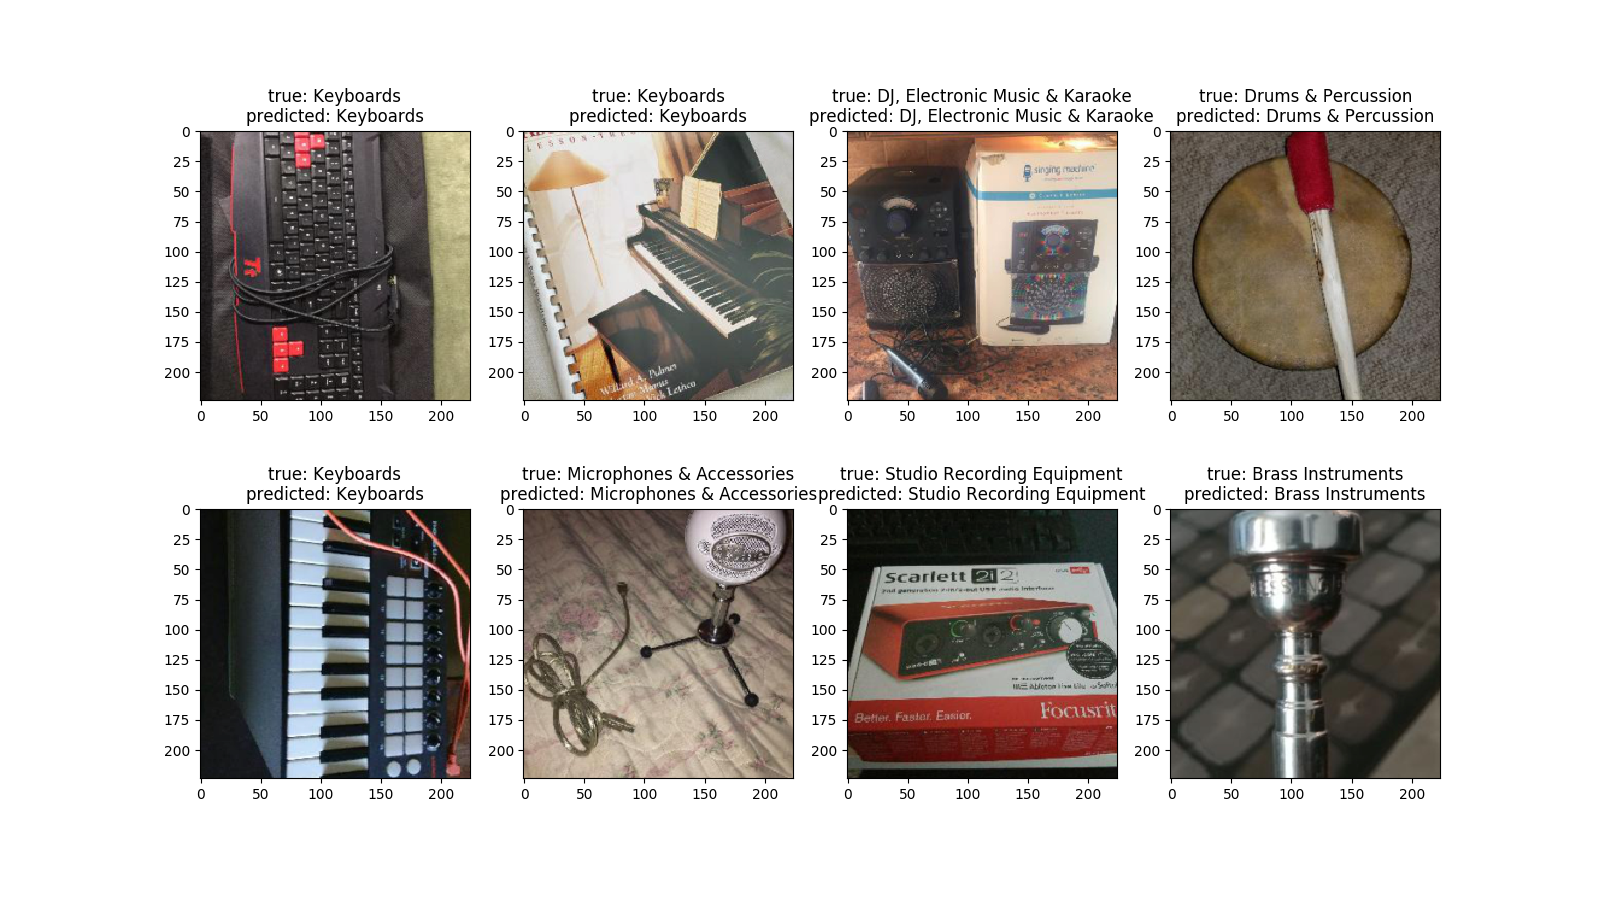 true: Keyboards
predicted: Keyboards
true: Keyboards
predicted: Keyboards
true: DJ, Electronic Music & Karaoke
predicted: DJ, Electronic Music & Karaoke
true: Drums & Percussion
predicted: Drums & Percussion
0
25
50
75
100
125
150
175
200
0 50 100 150 200
LESSON
Willard A. Palmer
0
25
50
75
100
125
150
175
200
0 50 100 150 200
singing machine
0
25
50
75
100
125
150
175
200
0 50 100 150 200
0
25
50
75
100
125
150
175
200
0 50 100 150 200
true: Keyboards
predicted: Keyboards
true: Microphones & Accessories
predicted: Microphones & Accessories
true: Studio Recording Equipment
predicted: Studio Recording Equipment
true: Brass Instruments
predicted: Brass Instruments
0
25
50
75
100
125
150
175
200
0 50 100 150 200
0
25
50
75
100
125
150
175
200
0 50 100 150 200
Scarlett 2i2
2nd generation
Better. Faster. Easier.
Focusrit
0
25
50
75
100
125
150
175
200
0 50 100 150 200
0
25
50
75
100
125
150
175
200
0 50 100 150 200